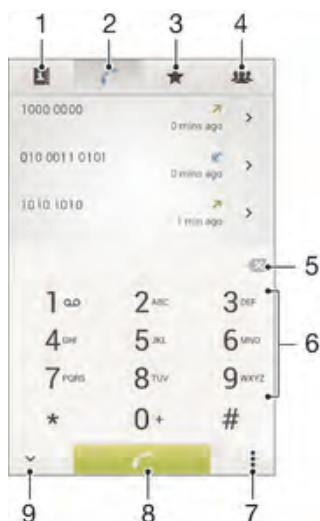 1 2 3 4
1000 0000
0 mins ago
010 0011 0101
0 mins ago
1010 1010
1 min ago
5
1 2 ABC 3 DEF
4 GHI 5 JKL 6 MNO
6
7 PQRS 8 TUV 9 WXYZ
* 0 + #
9 8 7